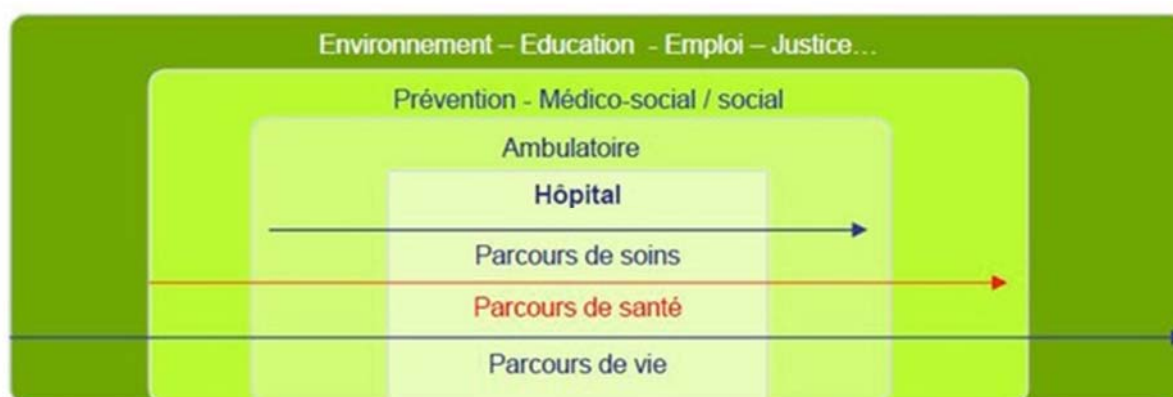 Environnement – Education - Emploi – Justice…
Prévention - Médico-social / social
Ambulatoire
Hôpital
Parcours de soins
Parcours de santé
Parcours de vie